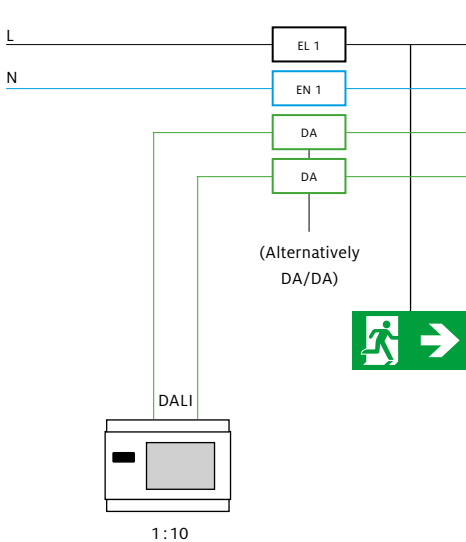 L
EL 1
N
EN 1
DA
DA
(Alternatively
DA/DA)
DALI
1:10